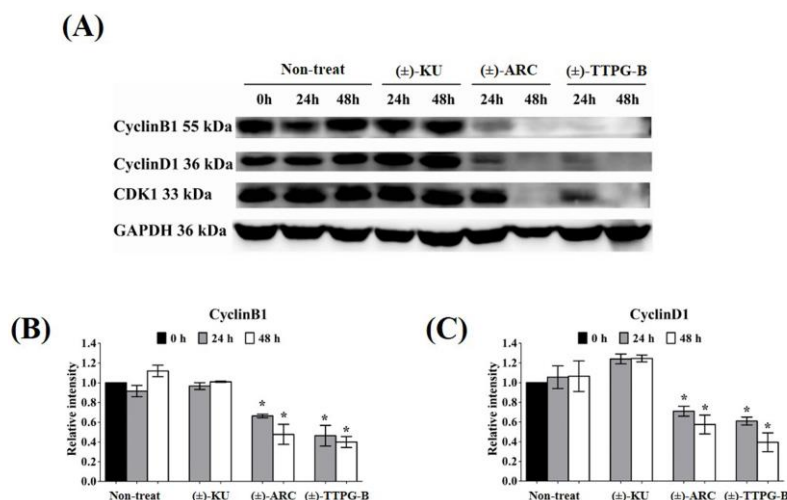 (A)
Non-treat (±)-KU (±)-ARC (±)-TTPG-B
0h 24h 48h 24h 48h 24h 48h 24h 48h
CyclinB1 55 kDa
CyclinD1 36 kDa
CDK1 33 kDa
GAPDH 36 kDa
(B)
CyclinB1
0 h 24 h 48 h
Relative intensity
1.4
1.2
1.0
0.8
0.6
0.4
0.2
0.0
* * * *
Non-treat (±)-KU (±)-ARC (±)-TTPG-B
(C)
CyclinD1
0 h 24 h 48 h
Relative intensity
1.4
1.2
1.0
0.8
0.6
0.4
0.2
0.0
* * * *
Non-treat (±)-KU (±)-ARC (±)-TTPG-B